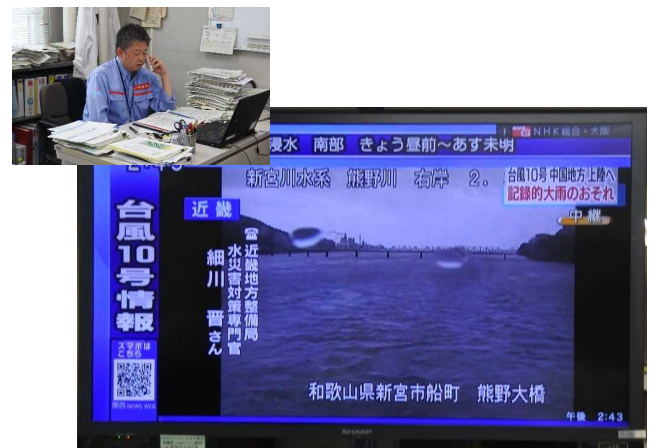 NHK総合・大阪
浸水 南部 きょう昼前~あす未明
新宮川水系 熊野川 右岸 2.
台風10号 中国地方 上陸へ
記録的大雨のおそれ
中継
近畿
台風10号情報
☎近畿地方整備局
水災害対策専門官
細川 晋さん
スマホは
こちら
関西 NEWS WEB
和歌山県新宮市船町 熊野大橋
午後 2:43
SHARP